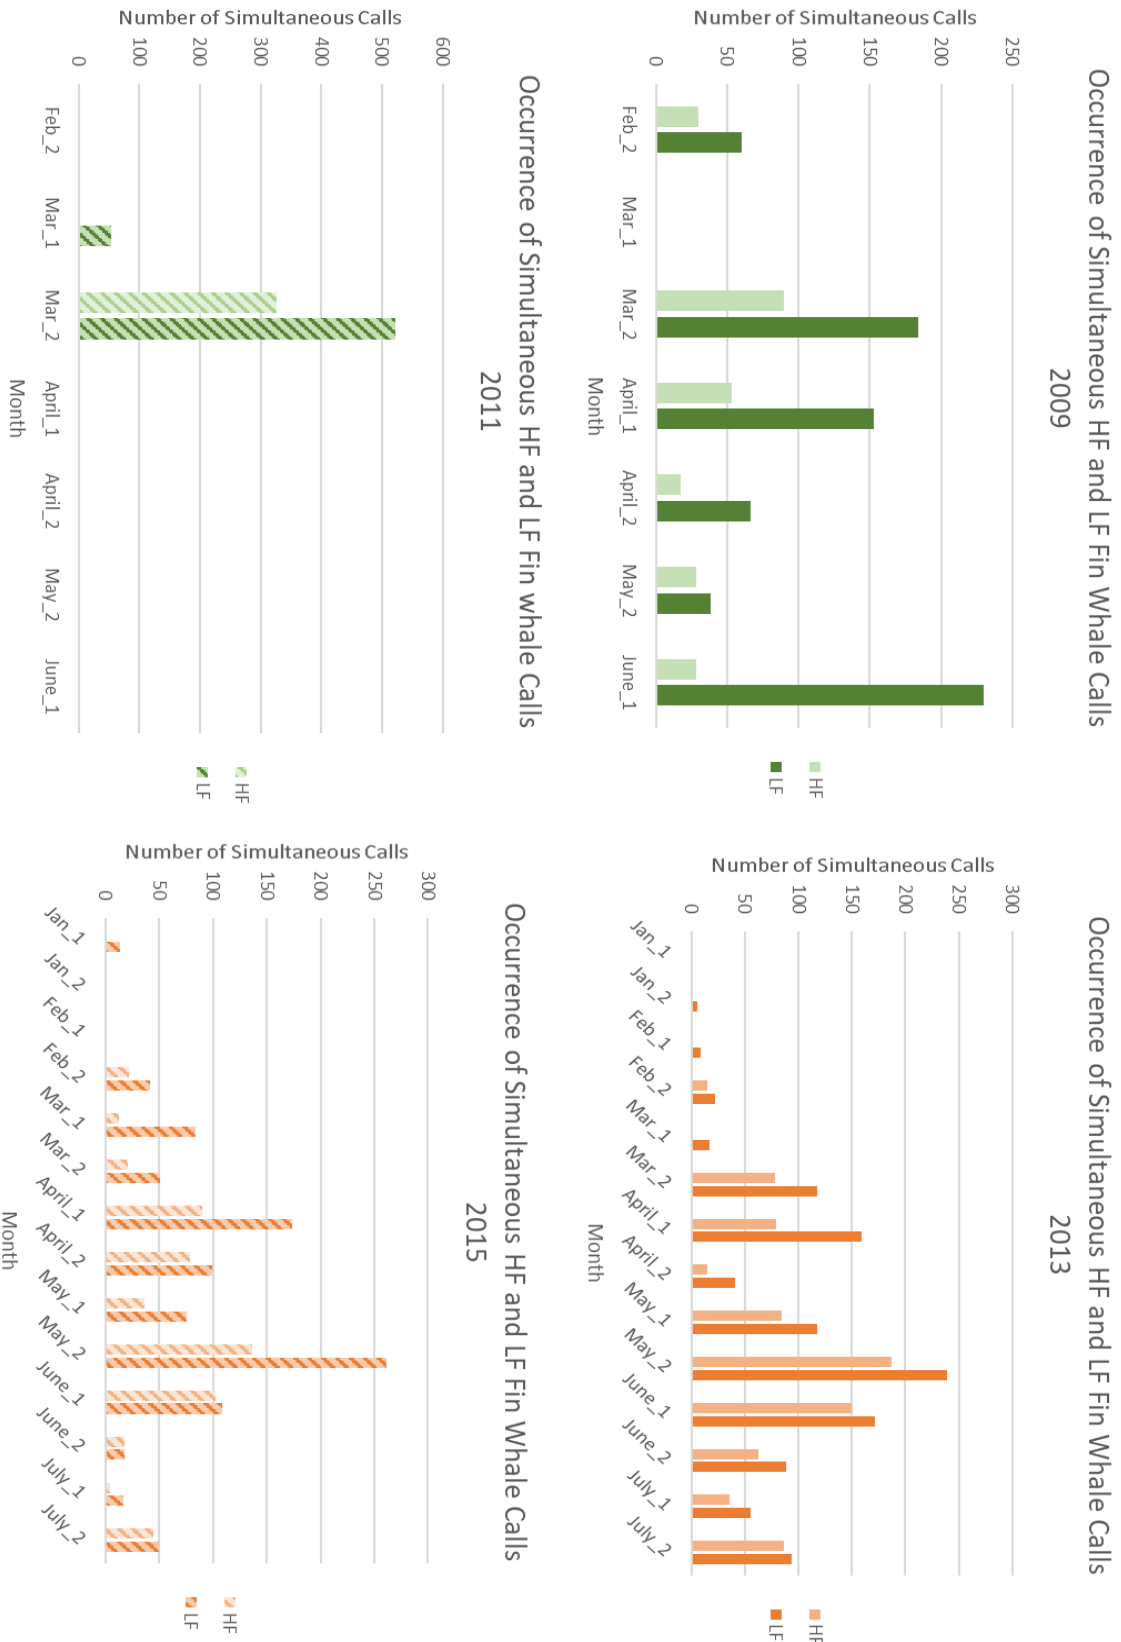 Occurrence of Simultaneous HF and LF Fin Whale Calls
2009
Number of Simultaneous Calls
250
200
150
100
50
0
Feb_2 Mar_1 Mar_2 April_1 April_2 May_2 June_1
Month
HF
LF
Occurrence of Simultaneous HF and LF Fin Whale Calls
2013
Number of Simultaneous Calls
300
250
200
150
100
50
0
Jan_1 Jan_2 Feb_1 Feb_2 Mar_1 Mar_2 April_1 April_2 May_1 May_2 June_1 June_2 July_1 July_2
Month
HF
LF
Occurrence of Simultaneous HF and LF Fin whale Calls
2011
Number of Simultaneous Calls
600
500
400
300
200
100
0
Feb_2 Mar_1 Mar_2 April_1 April_2 May_2 June_1
Month
HF
LF
Occurrence of Simultaneous HF and LF Fin Whale Calls
2015
Number of Simultaneous Calls
300
250
200
150
100
50
0
Jan_1 Jan_2 Feb_1 Feb_2 Mar_1 Mar_2 April_1 April_2 May_1 May_2 June_1 June_2 July_1 July_2
Month
HF
LF